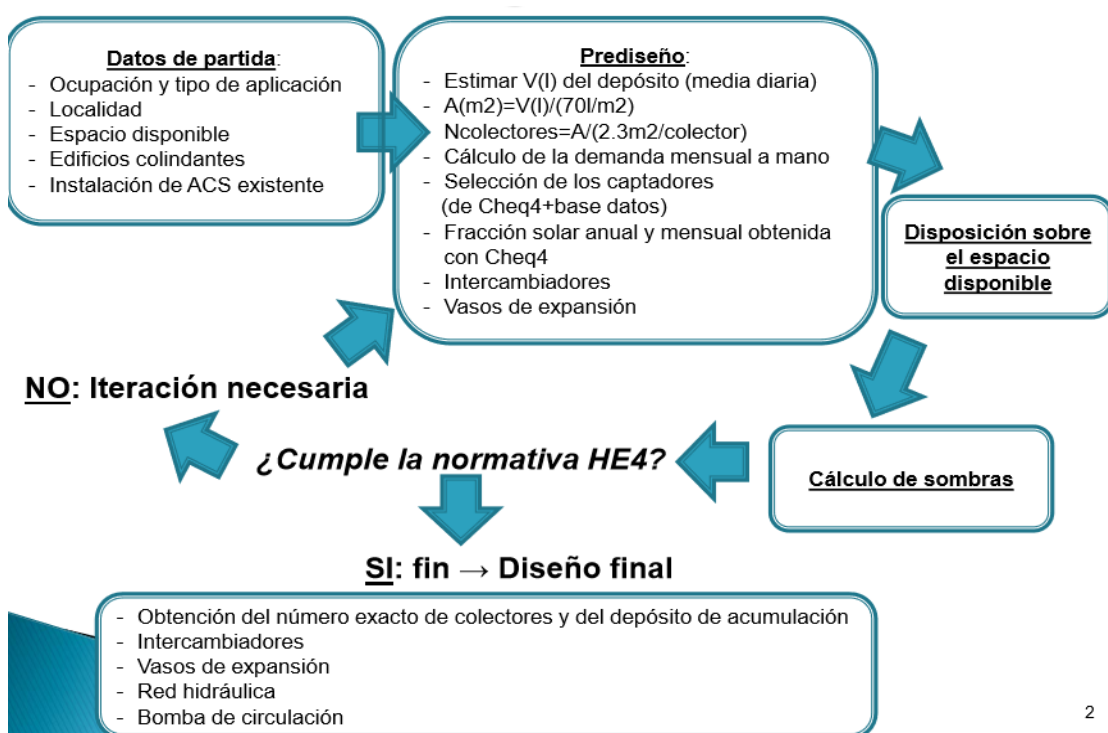 Datos de partida:
- Ocupación y tipo de aplicación
- Localidad
- Espacio disponible
- Edificios colindantes
- Instalación de ACS existente
Prediseño:
- Estimar V(l) del depósito (media diaria)
- A(m2)=V(l)/(70l/m2)
Ncolectores=A/(2.3m2/colector)
- Cálculo de la demanda mensual a mano
- Selección de los captadores
(de Cheq4+base datos)
- Fracción solar anual y mensual obtenida
con Cheq4
- Intercambiadores
- Vasos de expansión
Disposición sobre
el espacio
disponible
Cálculo de sombras
¿Cumple la normativa HE4?
NO: Iteración necesaria
SI: fin → Diseño final
- Obtención del número exacto de colectores y del depósito de acumulación
- Intercambiadores
- Vasos de expansión
- Red hidráulica
- Bomba de circulación
2